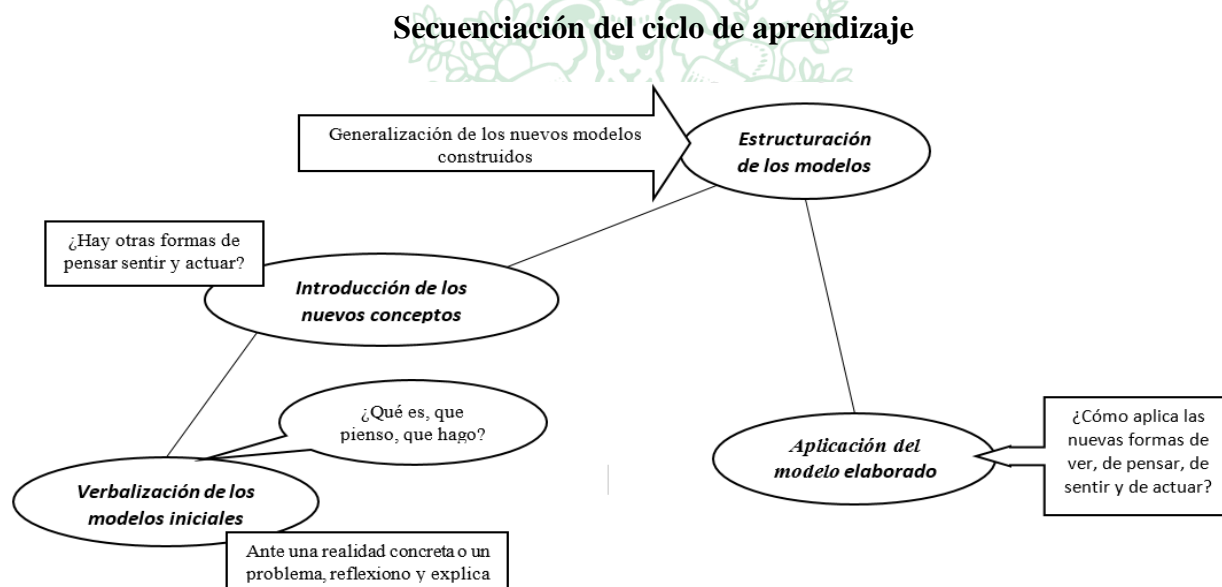 Secuenciación del ciclo de aprendizaje
Generalización de los nuevos modelos
construidos
Estructuración
de los modelos
¿Hay otras formas de
pensar sentir y actuar?
Introducción de los
nuevos conceptos
¿Qué es, que
pienso, que hago?
Verbalización de los
modelos iniciales
Ante una realidad concreta o un
problema, reflexiono y explica
Aplicación del
modelo elaborado
¿Cómo aplica las
nuevas formas de
ver, de pensar, de
sentir y de actuar?